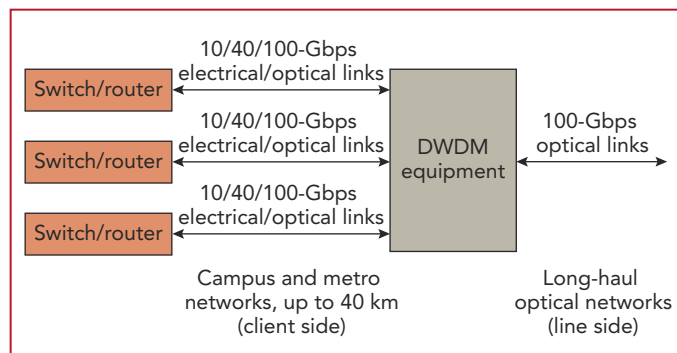 10/40/100-Gbps
electrical/optical links
Switch/router
10/40/100-Gbps
electrical/optical links
Switch/router
10/40/100-Gbps
electrical/optical links
Switch/router
DWDM
equipment
100-Gbps
optical links
Campus and metro
networks, up to 40 km
(client side)
Long-haul
optical networks
(line side)